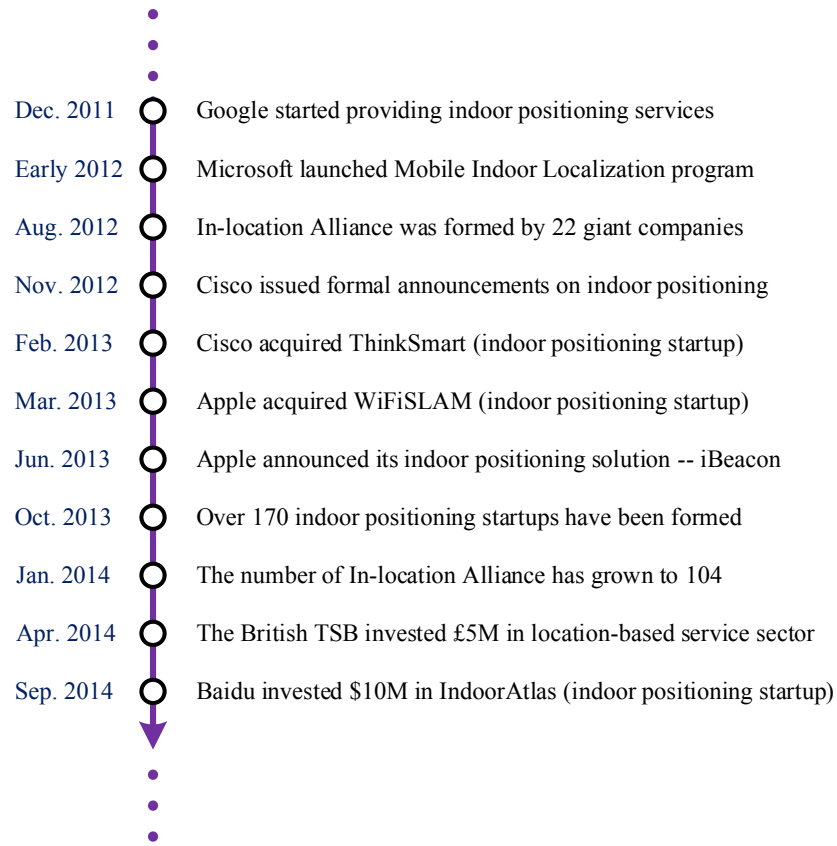 Dec. 2011 Google started providing indoor positioning services
Early 2012 Microsoft launched Mobile Indoor Localization program
Aug. 2012 In-location Alliance was formed by 22 giant companies
Nov. 2012 Cisco issued formal announcements on indoor positioning
Feb. 2013 Cisco acquired ThinkSmart (indoor positioning startup)
Mar. 2013 Apple acquired WiFiSLAM (indoor positioning startup)
Jun. 2013 Apple announced its indoor positioning solution -- iBeacon
Oct. 2013 Over 170 indoor positioning startups have been formed
Jan. 2014 The number of In-location Alliance has grown to 104
Apr. 2014 The British TSB invested £5M in location-based service sector
Sep. 2014 Baidu invested $10M in IndoorAtlas (indoor positioning startup)